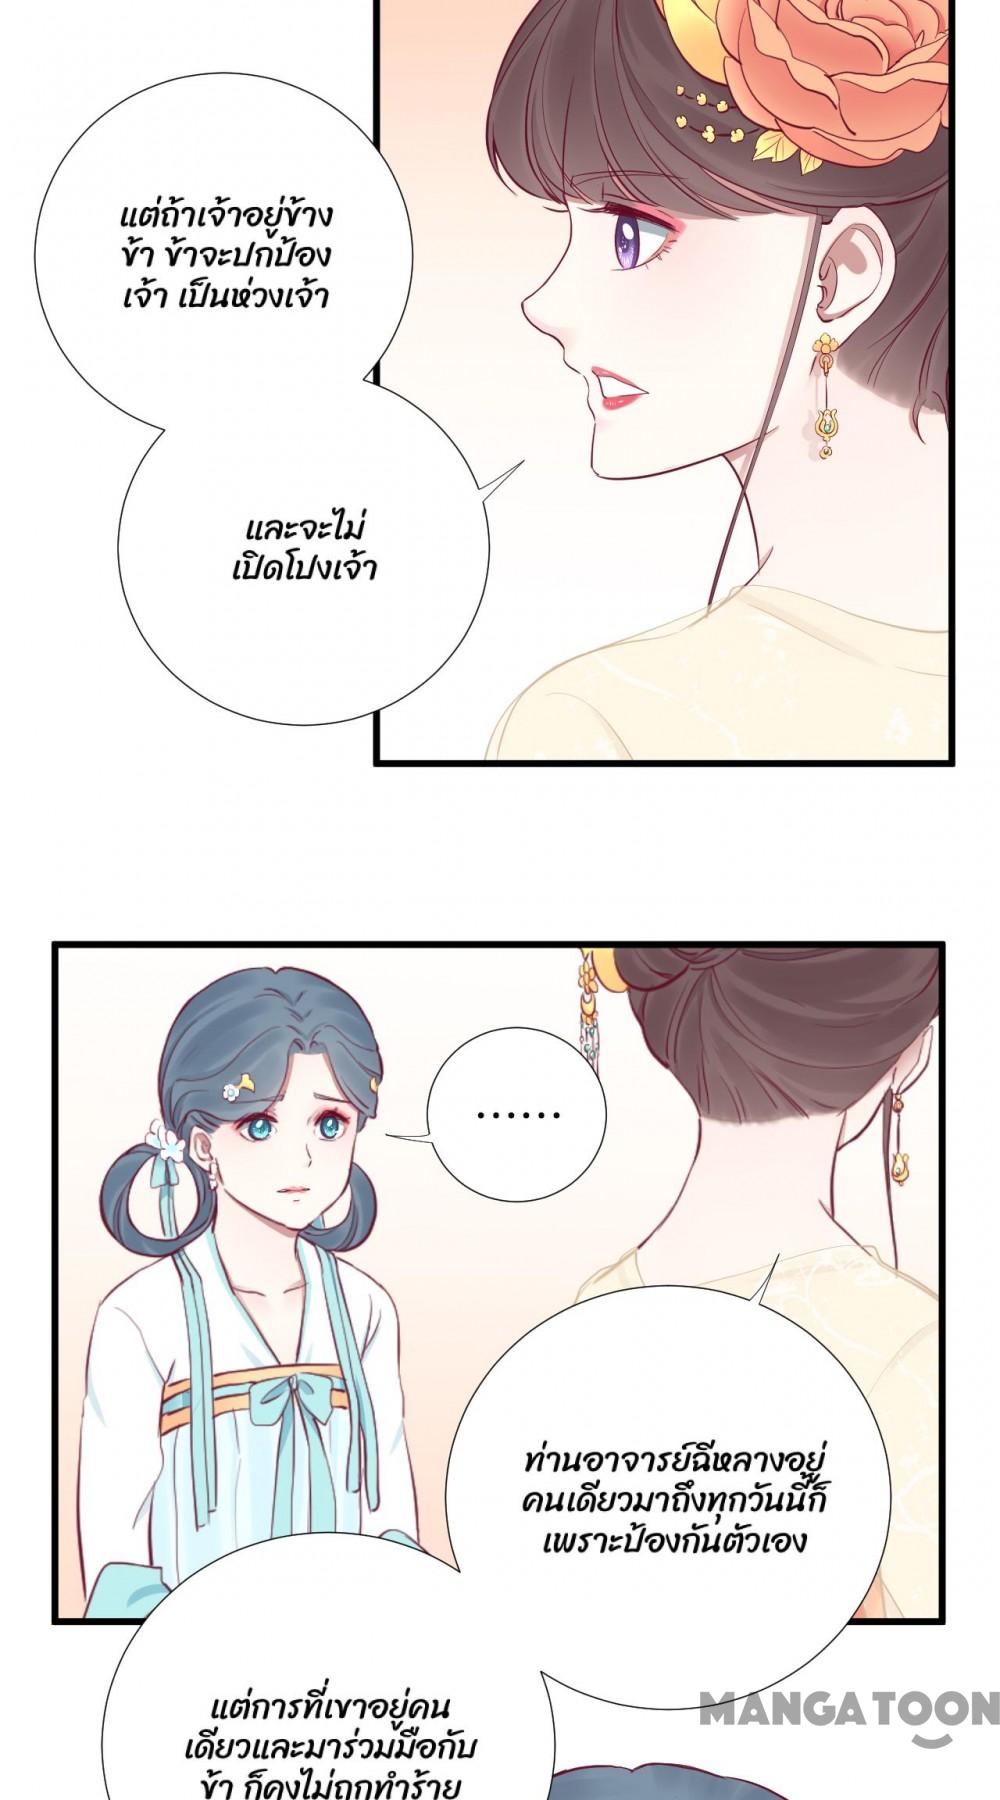 แต่ถ้าเจ้าอยู่ข้าง
ข้า ข้าจะปกป้อง
เจ้า เป็นห่วงเจ้า
และจะไม่
เปิดโปงเจ้า
......
ท่านอาจารย์ฉีหลางอยู่
คนเดียวมาถึงทุกวันนี้ก็
เพราะป้องกันตัวเอง
แต่การที่เขาอยู่คน
เดียวและมาร่วมมือกับ
ข้า ก็คงไม่ถูกทำร้าย
MANGATOON